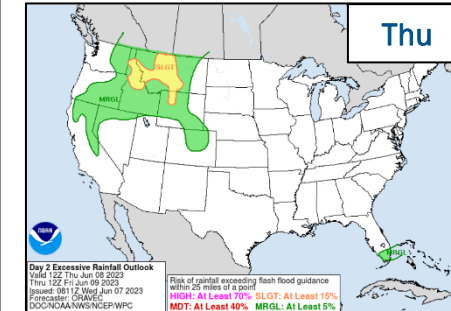 Thu
SLGT
MRGL
MRGL
NOAA
Day 2 Excessive Rainfall Outlook
Valid 12Z Thu Jun 08 2023
Thru 12Z Fri Jun 09 2023
Issued: 0811Z Wed Jun 07 2023
Forecaster: ORAVEC
DOC/NOAA/NWS/NCEP/WPC
Risk of rainfall exceeding flash flood guidance
within 25 miles of a point
HIGH: At Least 70% SLGT: At Least 15%
MDT: At Least 40% MRGL: At Least 5%